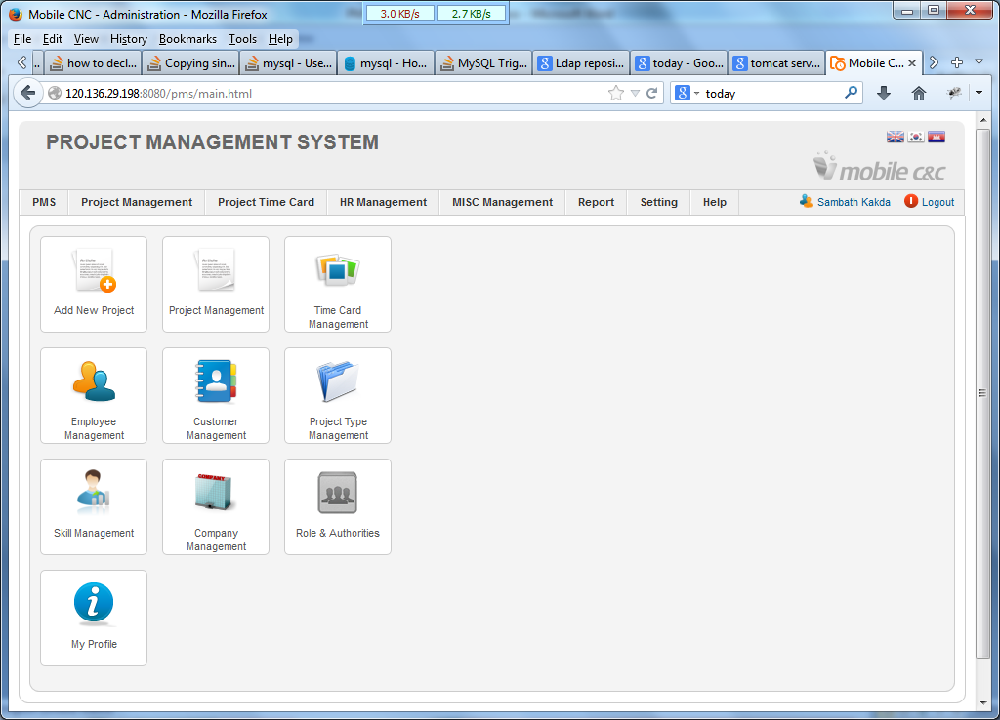 Mobile CNC - Administration - Mozilla Firefox
3.0 KB/s 2.7 KB/s
File Edit View History Bookmarks Tools Help
.. how to decl... Copying sin... mysql - Use... mysql - Ho... MySQL Trig... Ldap reposi... today - Goo... tomcat serv... Mobile C...
120.136.29.198:8080/pms/main.html
today
PROJECT MANAGEMENT SYSTEM
mobile c&c
PMS Project Management Project Time Card HR Management MISC Management Report Setting Help Sambath Kakda Logout
Article Article
Add New Project Project Management Time Card
Management
Employee Customer Project Type
Management Management Management
COMPANY
Skill Management Company Role & Authorities
Management
My Profile